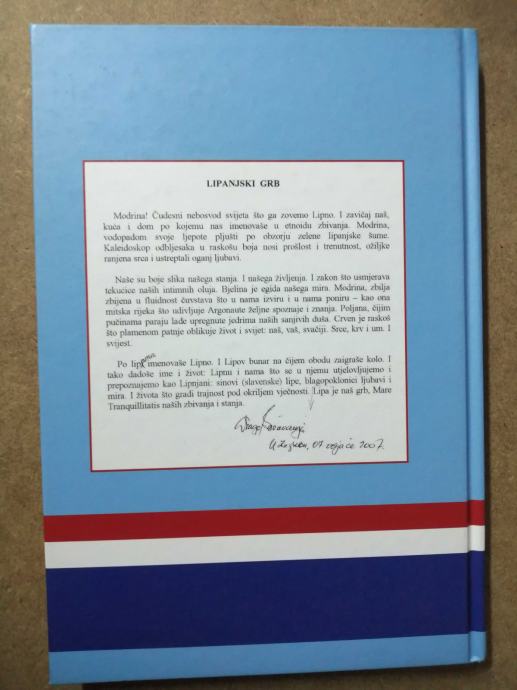 LIPANJSKI GRB
Modrina! Čudesni nebosvod svijeta što ga zovemo Lipno. I zavičaj naš,
kuća i dom po kojemu nas imenovaše u etnoidu zbivanja. Modrina,
vodopadom svoje ljepote pljušti po obzorju zelene lipanjske šume.
Kaleidoskop odbljesaka u raskošu boja nosi prošlost i trenutnost, ožiljke
ranjena srca i ustreptali oganj ljubavi.
Naše su boje slika našega stanja. I našega življenja. I zakon što usmjerava
tekućice naših intimnih oluja. Bjelina je egida našega mira. Modrina, zbilja
zbijena u fluidnost čuvstava što u nama izviru i u nama poniru – kao ona
mitska rijeka što udivljuje Argonaute željne spoznaje i znanja. Poljana, čijim
pučinama paraju lađe upregnute jedrima naših sanjivih duša. Crven je raskoš
što plamenom patnje oblikuje život i svijet: naš, vaš, svačiji. Srce, krv i um. I
svijest.
Po lipama imenovaše Lipno. I Lipov bunar na čijem obodu zaigraše kolo. I
tako dadoše ime i život: Lipnu i nama što se u njemu utjelovljujemo i
prepoznajemo kao Lipnjani: sinovi (slavenske) lipe, blagopoklonici ljubavi i
mira. I života što gradi trajnost pod okriljem vječnosti. Lipa je naš grb, Mare
Tranquillitatis naših zbivanja i stanja.
Drago
U Zagrebu, 07. veljače 2007.